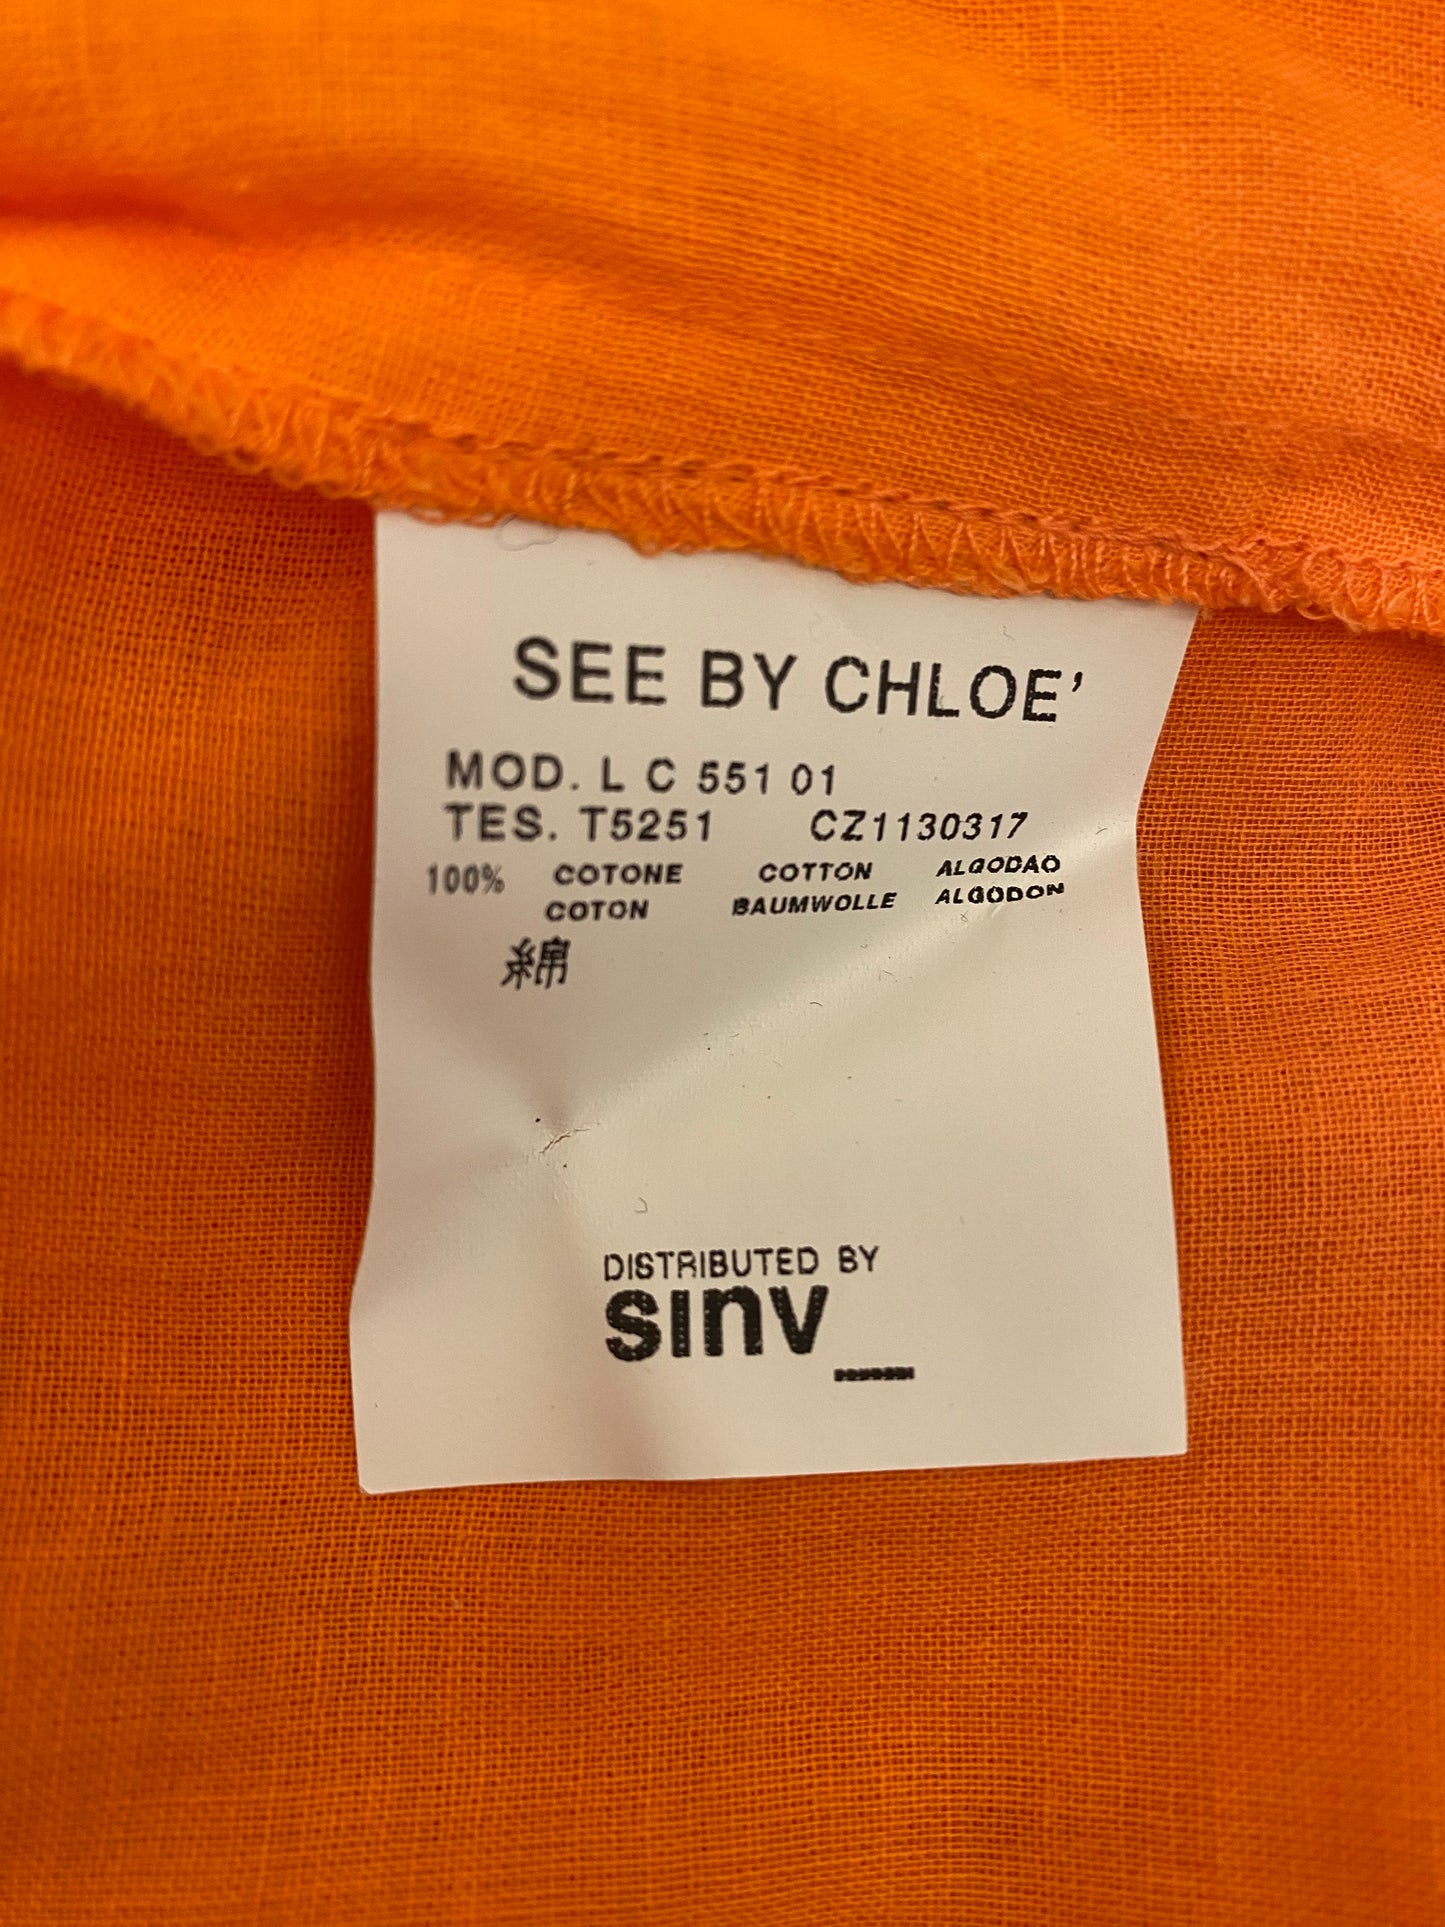 SEE BY CHLOE'
MOD. L C 551 01
TES. T5251 CZ1130317
100% COTONE COTTON ALGODAO
COTON BAUMWOLLE ALGODON
綿
DISTRIBUTED BY
sinv